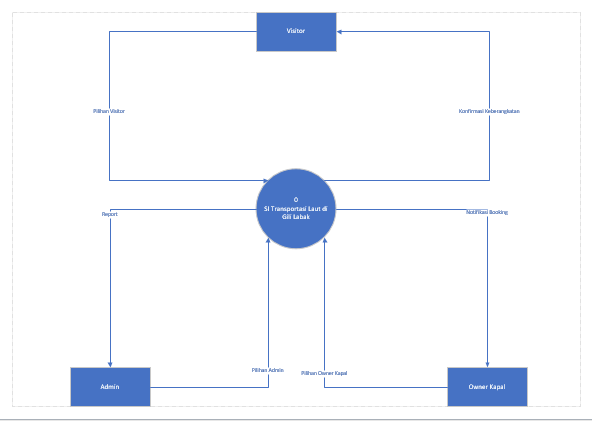 Visitor
Pilihan Visitor
Konfirmasi Keberangkatan
0
SI Transportasi Laut di
Gili Labak
Report
Notifikasi Booking
Pilihan Admin
Pilihan Owner Kapal
Admin
Owner Kapal